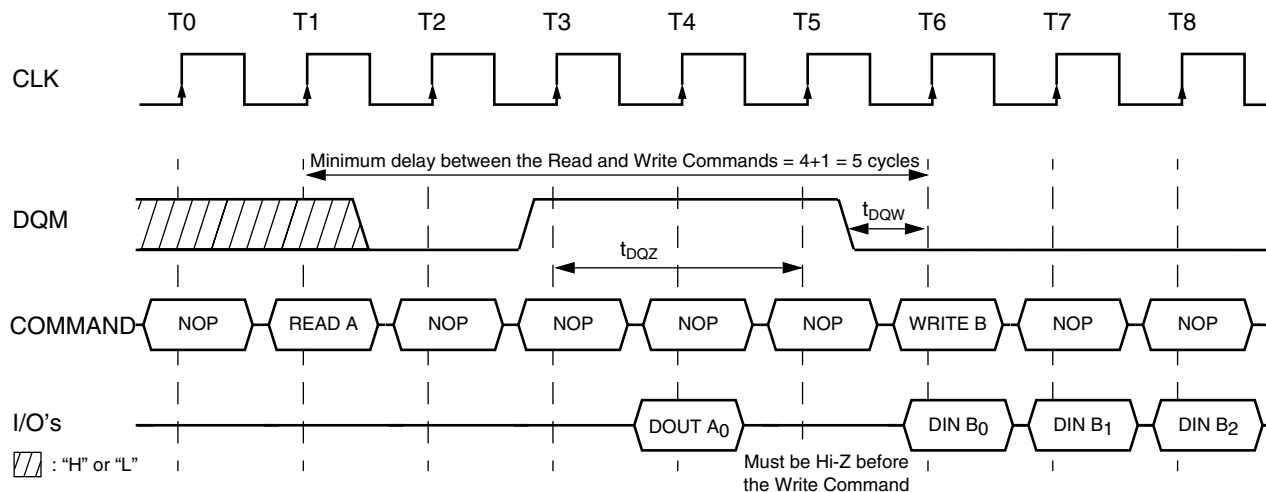 T0 T1 T2 T3 T4 T5 T6 T7 T8
CLK
Minimum delay between the Read and Write Commands = 4+1 = 5 cycles
DQM
tDQW
tDQZ
COMMAND NOP READ A NOP NOP NOP NOP WRITE B NOP NOP
I/O's DOUT A0 DIN B0 DIN B1 DIN B2
: “H” or “L”
Must be Hi-Z before
the Write Command